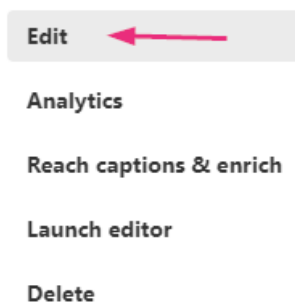 Edit
Analytics
Reach captions & enrich
Launch editor
Delete